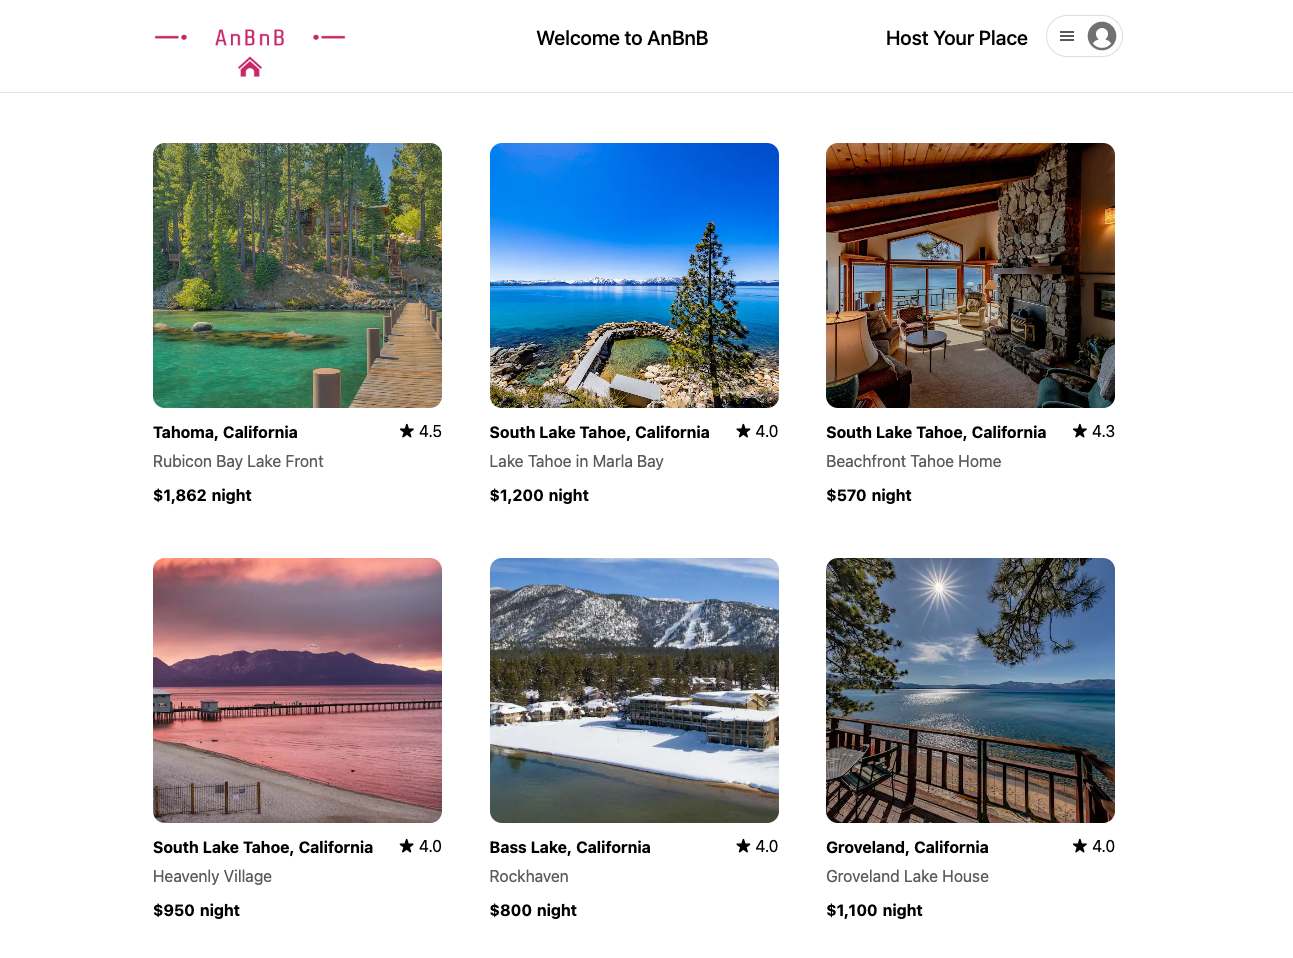 AnBnB
Welcome to AnBnB
Host Your Place
Tahoma, California
4.5
Rubicon Bay Lake Front
$1,862 night
South Lake Tahoe, California
4.0
Lake Tahoe in Marla Bay
$1,200 night
South Lake Tahoe, California
4.3
Beachfront Tahoe Home
$570 night
South Lake Tahoe, California
4.0
Heavenly Village
$950 night
Bass Lake, California
4.0
Rockhaven
$800 night
Groveland, California
4.0
Groveland Lake House
$1,100 night